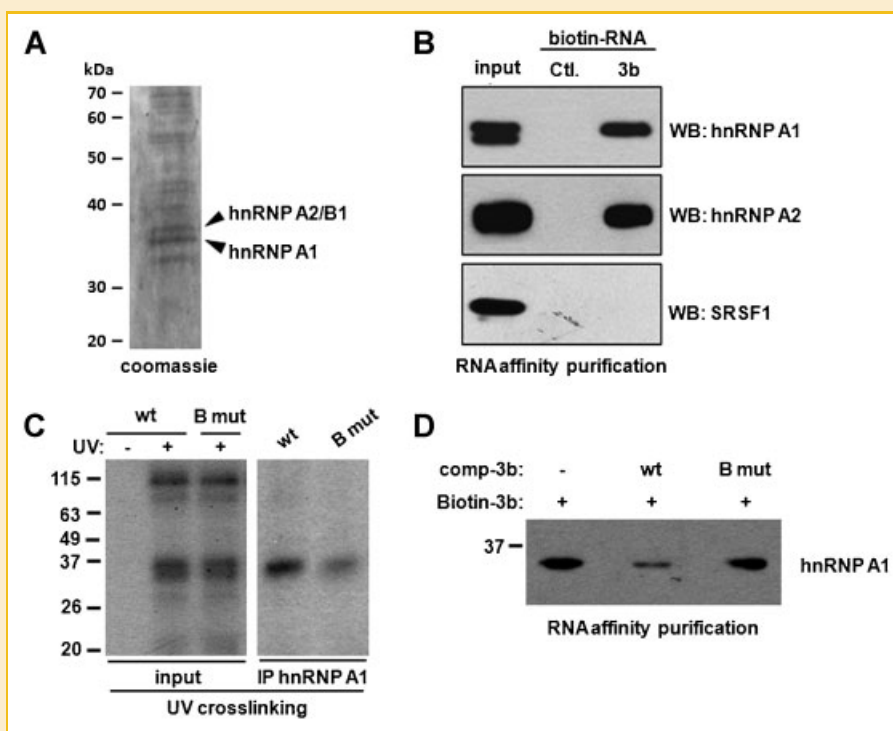 A
kDa
70
60
50
40
30
20
hnRNP A2/B1
hnRNP A1
coomassie
B
biotin-RNA
input Ctl. 3b
WB: hnRNP A1
WB: hnRNP A2
WB: SRSF1
RNA affinity purification
C
wt B mut
UV: - + +
115
63
49
37
26
20
wt B mut
input IP hnRNP A1
UV crosslinking
D
comp-3b: - wt B mut
Biotin-3b: + + +
37
hnRNP A1
RNA affinity purification